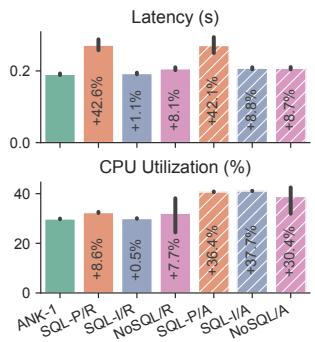 Latency (s)
0.2
0.0
+42.6%
+1.1%
+8.1%
+42.1%
+8.8%
+8.7%
CPU Utilization (%)
40
20
0
+8.6%
+0.5%
+7.7%
+36.4%
+37.7%
+30.4%
ANK-1
SQL-P/R
SQL-I/R
NoSQL/R
SQL-P/A
SQL-I/A
NoSQL/A